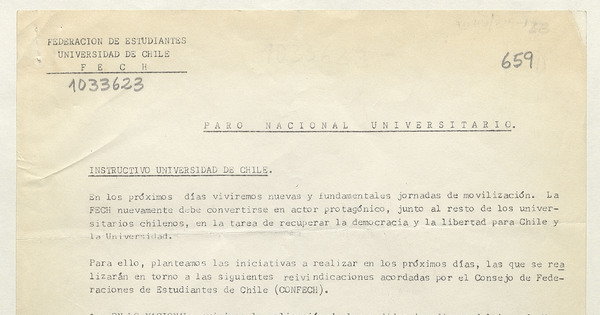 FEDERACION DE ESTUDIANTES
UNIVERSIDAD DE CHILE
F E C H
1033623
659
P A R O  N A C I O N A L  U N I V E R S I T A R I O.
INSTRUCTIVO UNIVERSIDAD DE CHILE.
En los próximos días viviremos nuevas y fundamentales jornadas de movilización. La
FECH nuevamente debe convertirse en actor protagónico, junto al resto de los univer-
sitarios chilenos, en la tarea de recuperar la democracia y la libertad para Chile y
la Universidad.
Para ello, planteamos las iniciativas a realizar en los próximos días, las que se rea
lizarán en torno a las siguientes reivindicaciones acordadas por el Consejo de Fede-
raciones de Estudiantes de Chile (CONFECH).